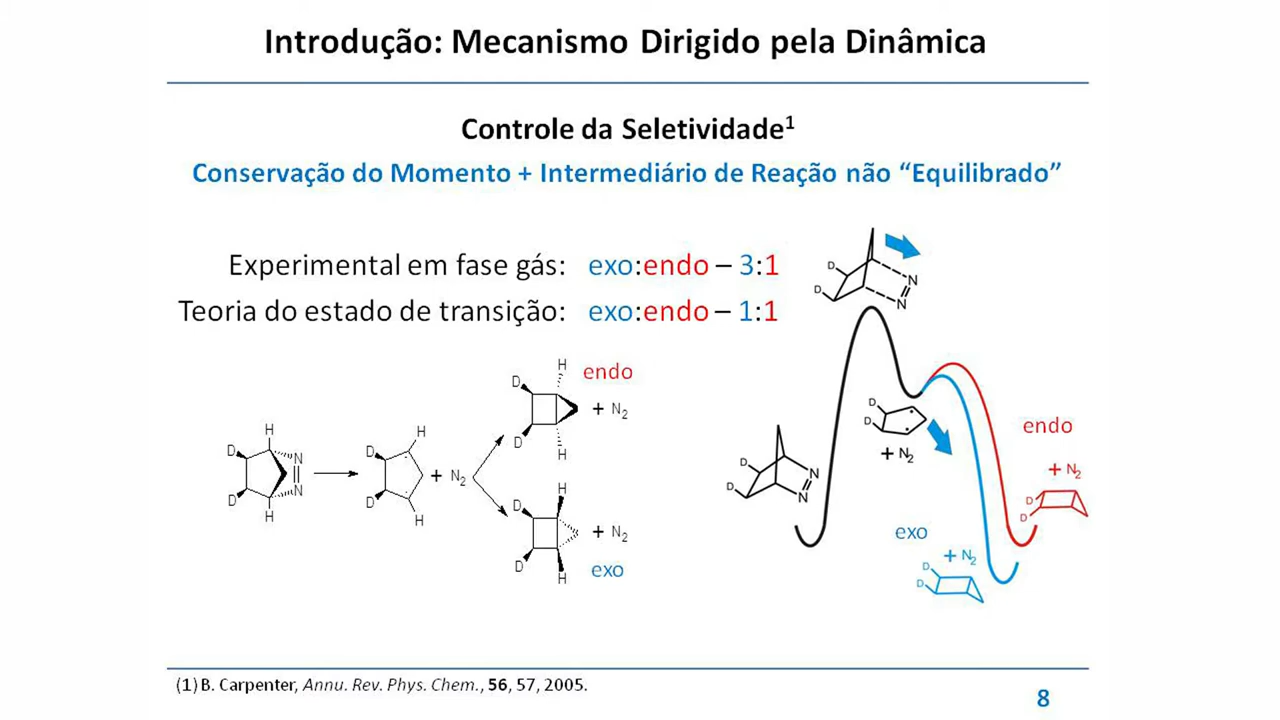 Introdução: Mecanismo Dirigido pela Dinâmica
Controle da Seletividade¹
Conservação do Momento + Intermediário de Reação não “Equilibrado”
Experimental em fase gás: exo:endo – 3:1
Teoria do estado de transição: exo:endo – 1:1
H
D
D
H
N
N
H
D
D
H
+ N₂
H
D
D
H
endo
+ N₂
H
D
D
H
+ N₂
exo
D
D
N
N
D
D
N
N
D
D
+ N₂
endo
+ N₂
D
D
exo
+ N₂
D
D
(1) B. Carpenter, Annu. Rev. Phys. Chem., 56, 57, 2005.
8